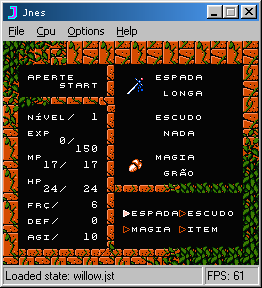 Jnes
File Cpu Options Help
APERTE
START
NÍVEL/ 1
EXP
0/
150
MP
17/ 17
HP
24/ 24
FRÇ/ 6
DEF/ 0
AGI/ 10
ESPADA
LONGA
ESCUDO
NADA
MAGIA
GRÃO
ESPADA ESCUDO
MAGIA ITEM
Loaded state: willow.jst FPS: 61